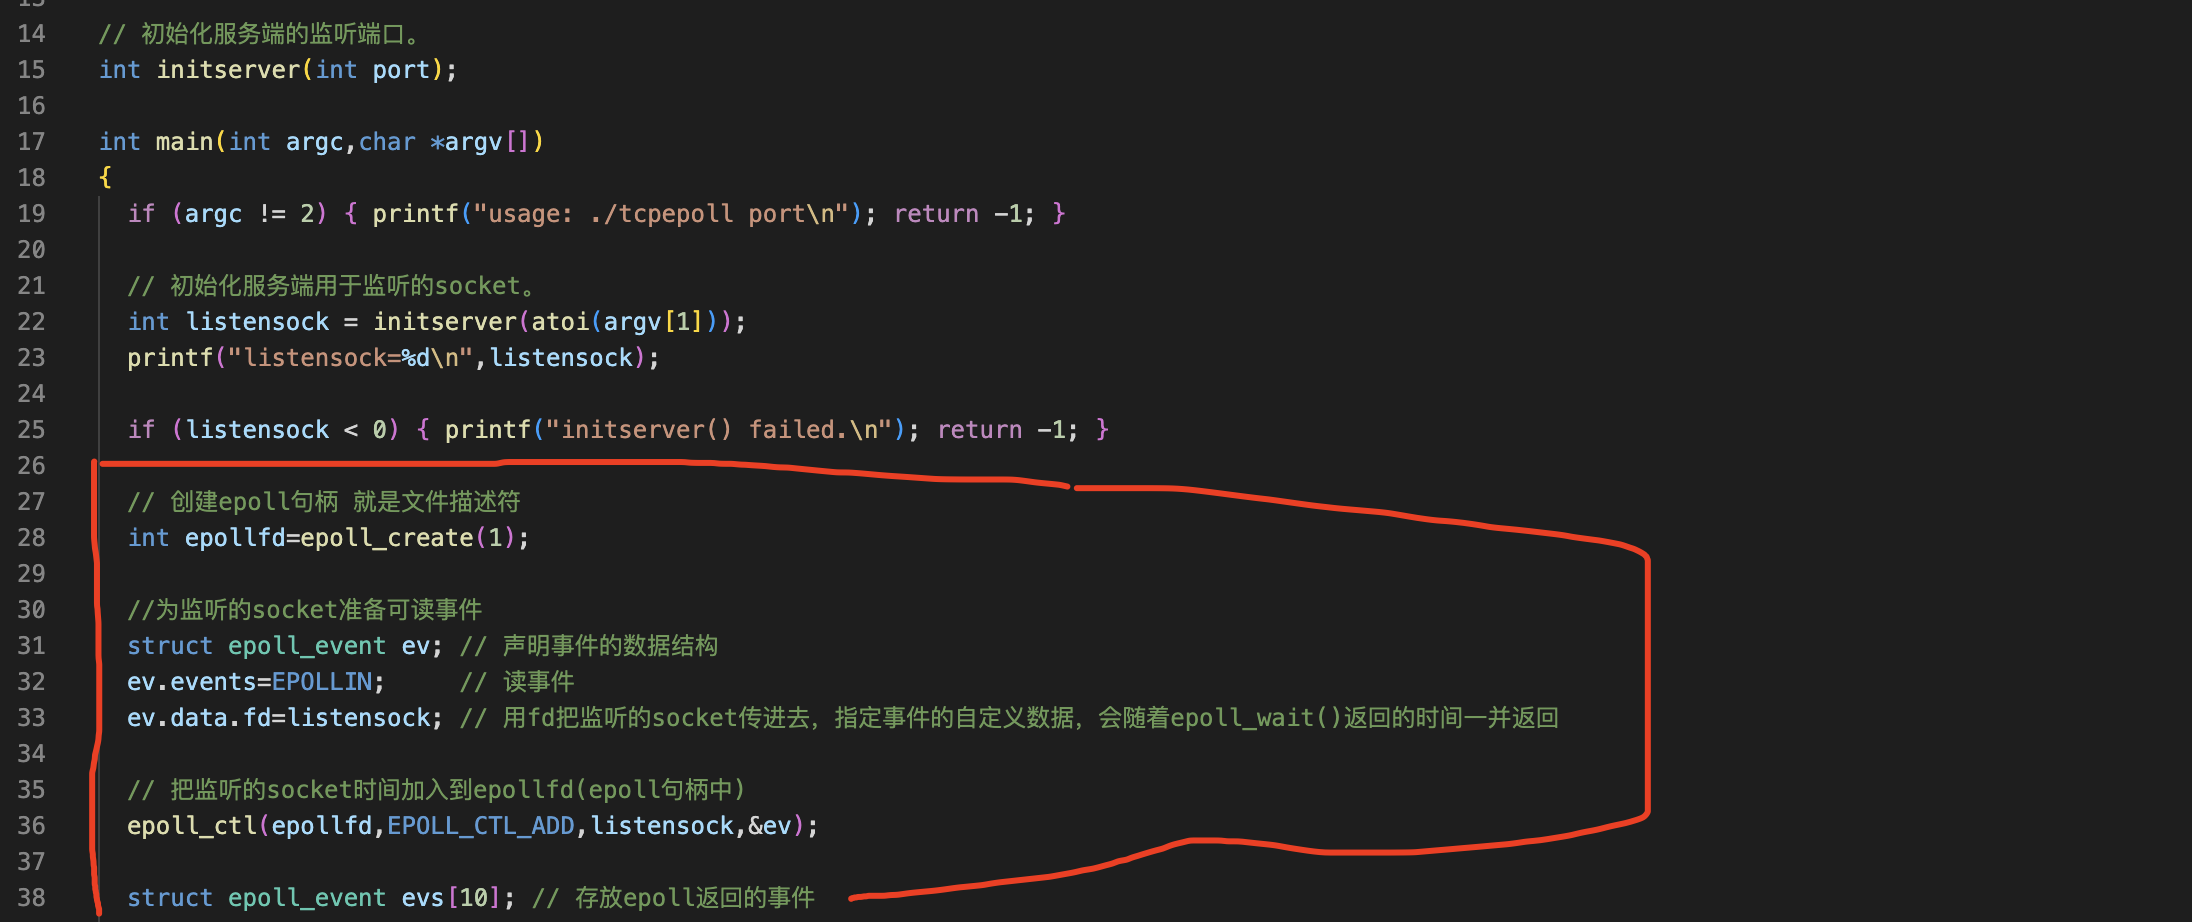 14 // 初始化服务端的监听端口。
15 int initserver(int port);
16
17 int main(int argc,char *argv[])
18 {
19 if (argc != 2) { printf("usage: ./tcpepoll port\n"); return -1; }
20
21 // 初始化服务端用于监听的socket。
22 int listensock = initserver(atoi(argv[1]));
23 printf("listensock=%d\n",listensock);
24
25 if (listensock < 0) { printf("initserver() failed.\n"); return -1; }
26
27 // 创建epoll句柄 就是文件描述符
28 int epollfd=epoll_create(1);
29
30 //为监听的socket准备可读事件
31 struct epoll_event ev; // 声明事件的数据结构
32 ev.events=EPOLLIN; // 读事件
33 ev.data.fd=listensock; // 用fd把监听的socket传进去，指定事件的自定义数据，会随着epoll_wait()返回的时间一并返回
34
35 // 把监听的socket时间加入到epollfd(epoll句柄中)
36 epoll_ctl(epollfd,EPOLL_CTL_ADD,listensock,&ev);
37
38 struct epoll_event evs[10]; // 存放epoll返回的事件